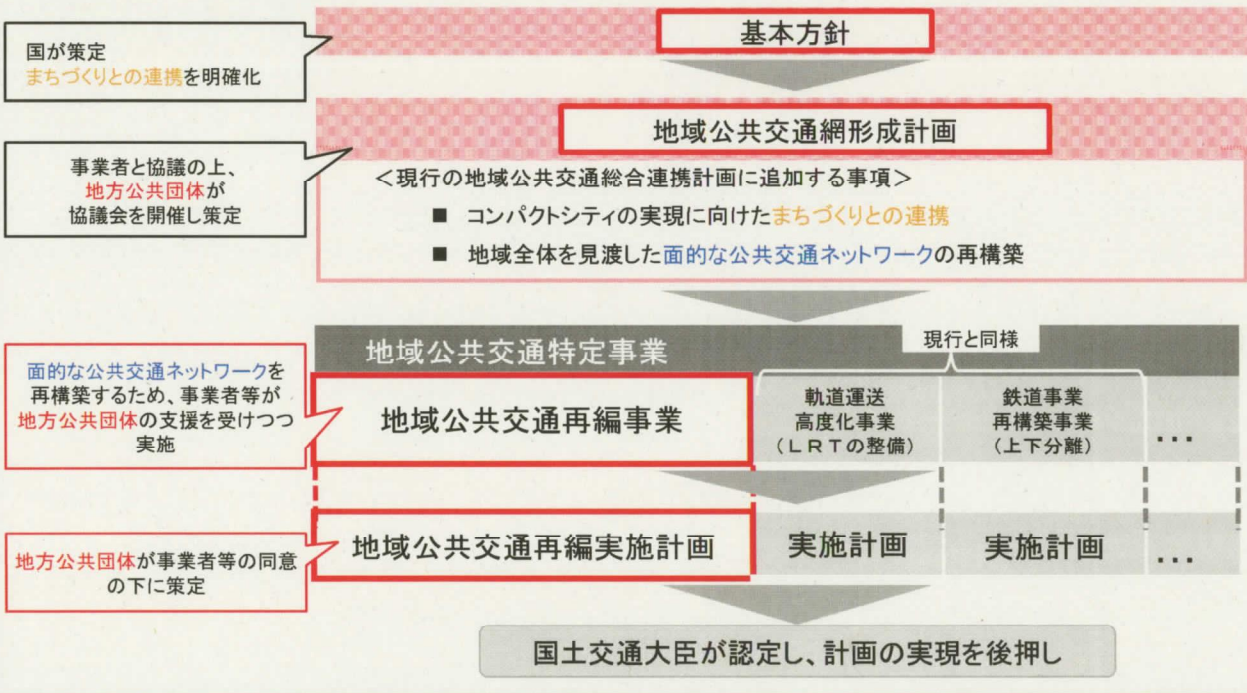 国が策定
まちづくりとの連携を明確化
基本方針
事業者と協議の上、
地方公共団体が
協議会を開催し策定
地域公共交通網形成計画
＜現行の地域公共交通総合連携計画に追加する事項＞
■ コンパクトシティの実現に向けたまちづくりとの連携
■ 地域全体を見渡した面的な公共交通ネットワークの再構築
地域公共交通特定事業
現行と同様
面的な公共交通ネットワークを
再構築するため、事業者等が
地方公共団体の支援を受けつつ
実施
地域公共交通再編事業
軌道運送
高度化事業
（ＬＲＴの整備）
鉄道事業
再構築事業
（上下分離）
…
地方公共団体が事業者等の同意
の下に策定
地域公共交通再編実施計画
実施計画
実施計画
…
国土交通大臣が認定し、計画の実現を後押し